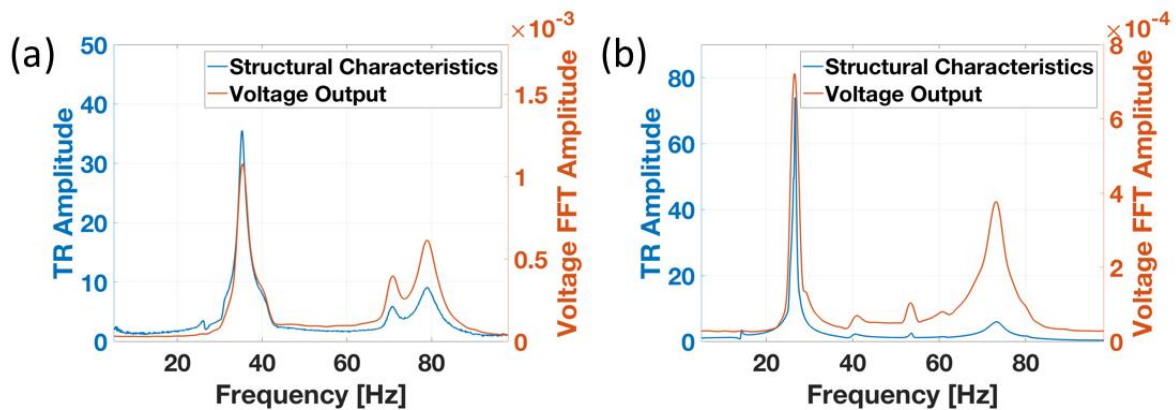 (a)
×10⁻³
50
40
30
20
10
0
TR Amplitude
Structural Characteristics
Voltage Output
1.5
1
0.5
0
Voltage FFT Amplitude
20 40 60 80
Frequency [Hz]
(b)
×10⁻⁴
80
60
40
20
0
TR Amplitude
Structural Characteristics
Voltage Output
8
6
4
2
0
Voltage FFT Amplitude
20 40 60 80
Frequency [Hz]